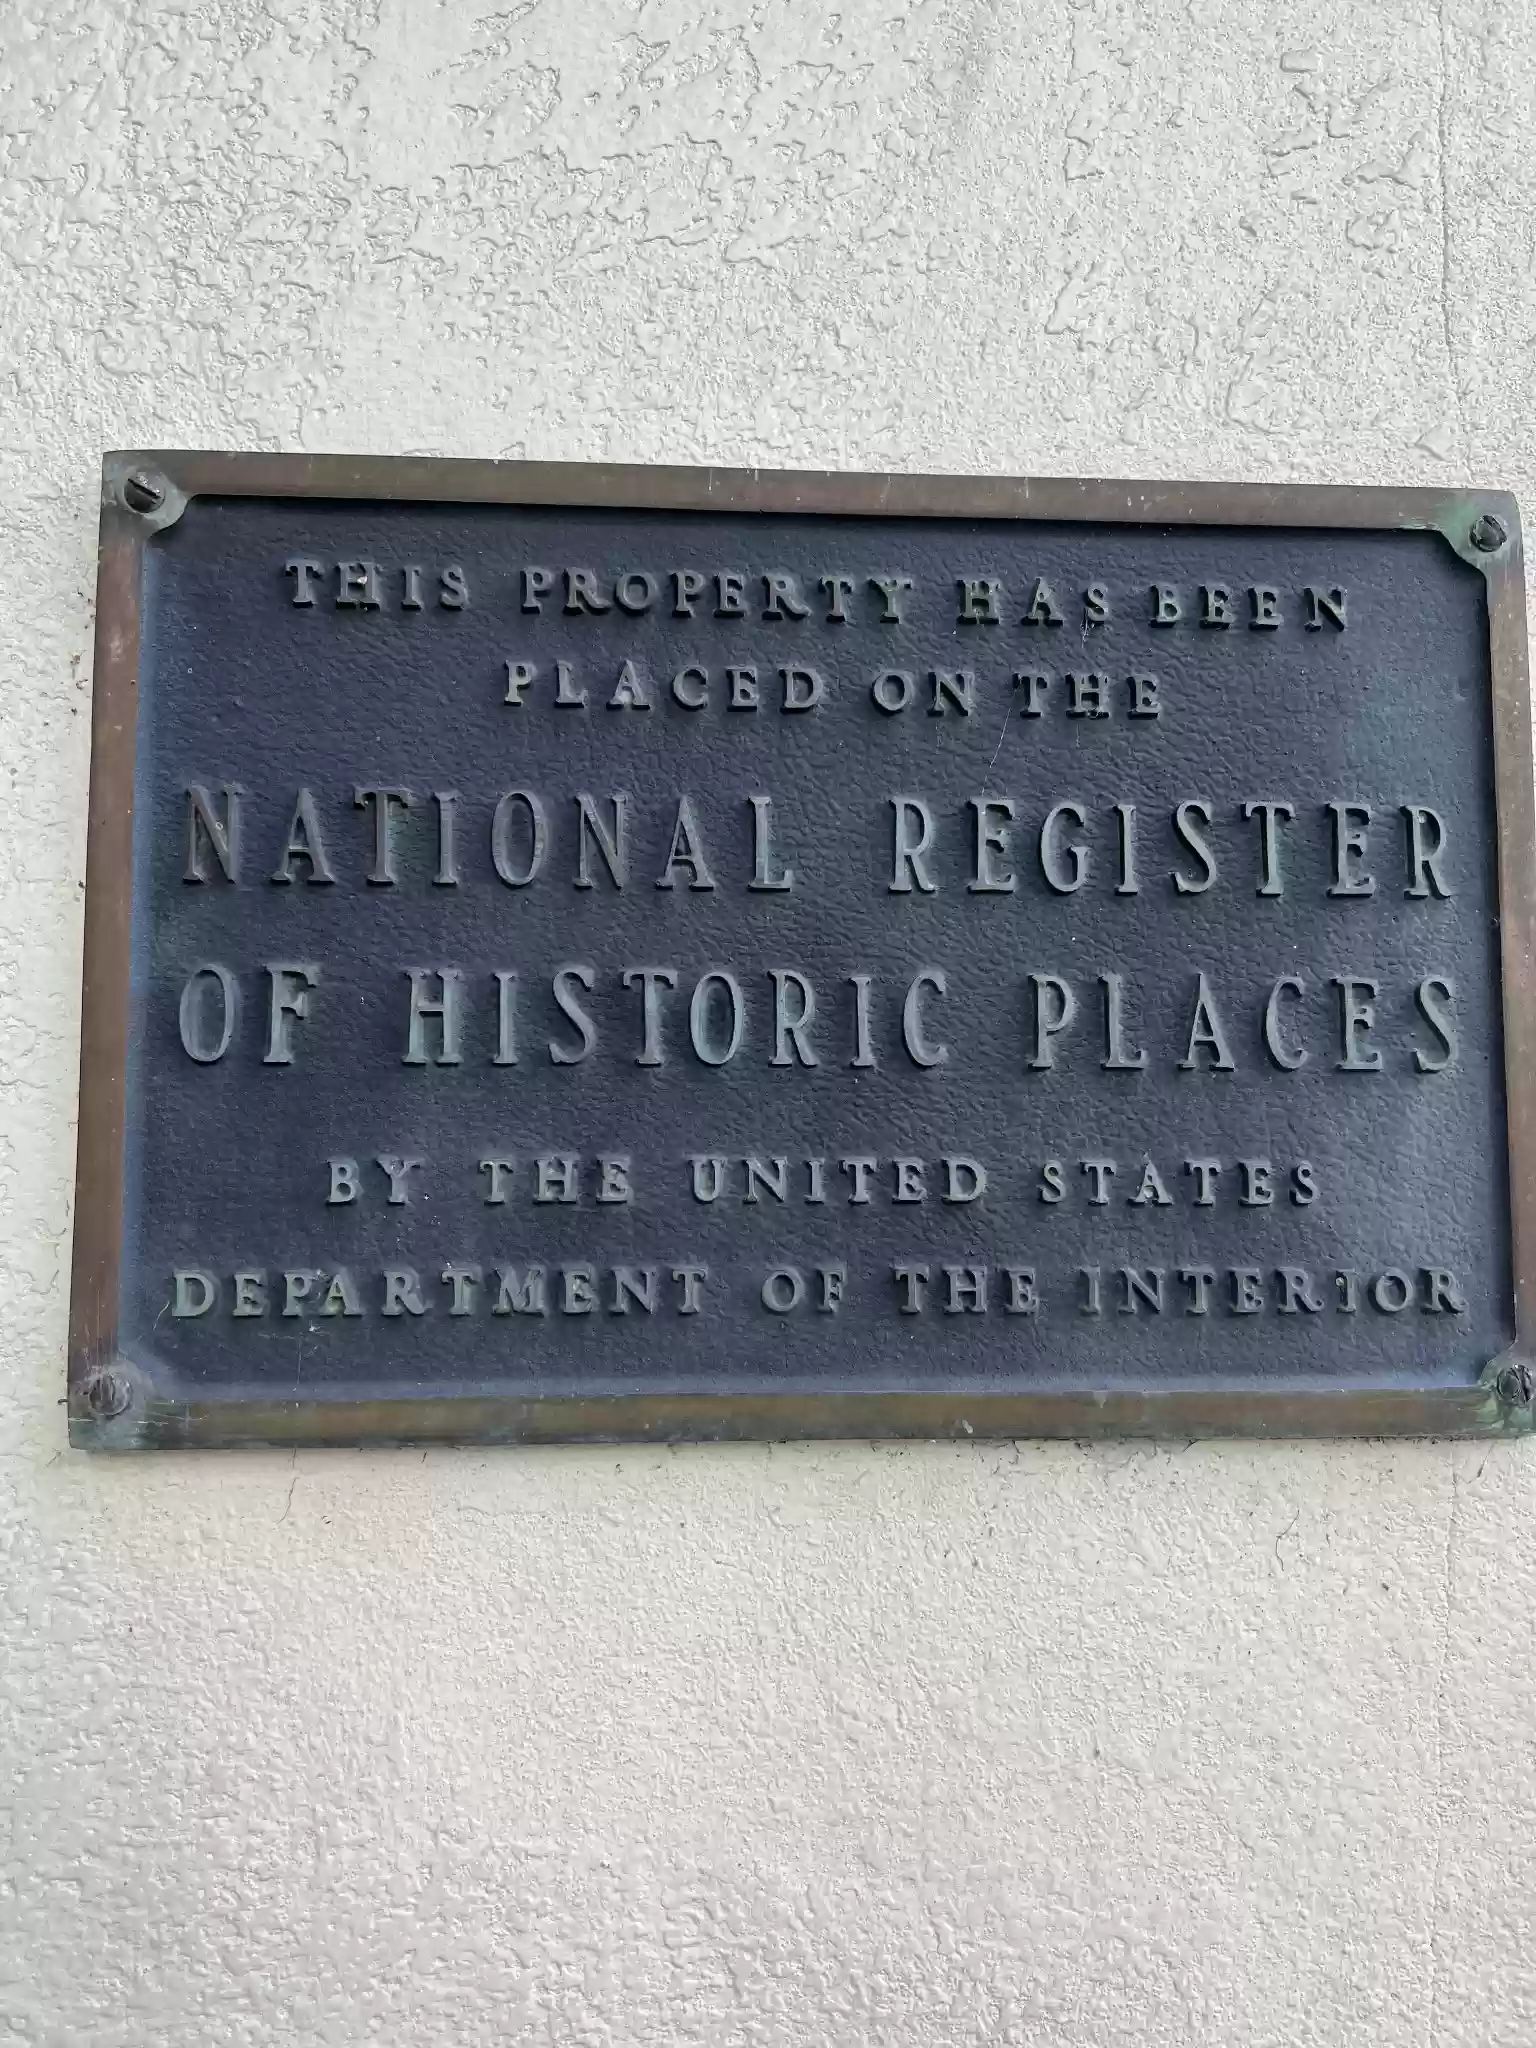 THIS PROPERTY HAS BEEN
PLACED ON THE
NATIONAL REGISTER
OF HISTORIC PLACES
BY THE UNITED STATES
DEPARTMENT OF THE INTERIOR